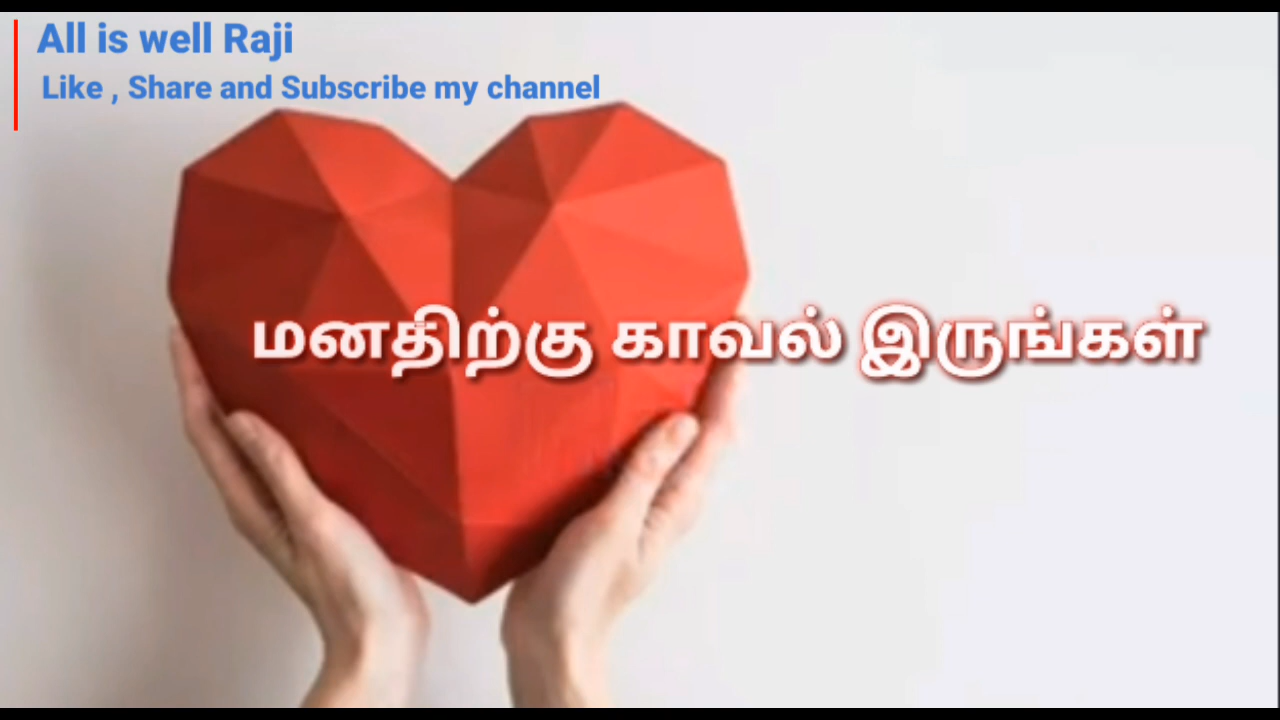 All is well Raji
Like , Share and Subscribe my channel
மனதிற்கு காவல் இருங்கள்